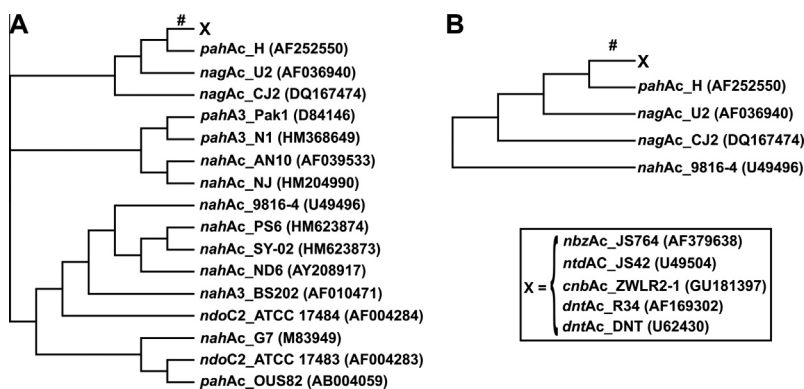 A
#
X
pahAc_H (AF252550)
nagAc_U2 (AF036940)
nagAc_CJ2 (DQ167474)
pahA3_Pak1 (D84146)
pahA3_N1 (HM368649)
nahAc_AN10 (AF039533)
nahAc_NJ (HM204990)
nahAc_9816-4 (U49496)
nahAc_PS6 (HM623874)
nahAc_SY-02 (HM623873)
nahAc_ND6 (AY208917)
nahA3_BS202 (AF010471)
ndoC2_ATCC 17484 (AF004284)
nahAc_G7 (M83949)
ndoC2_ATCC 17483 (AF004283)
pahAc_OUS82 (AB004059)
B
#
X
pahAc_H (AF252550)
nagAc_U2 (AF036940)
nagAc_CJ2 (DQ167474)
nahAc_9816-4 (U49496)
X =
nbzAc_JS764 (AF379638)
ntdAC_JS42 (U49504)
cnbAc_ZWLR2-1 (GU181397)
dntAc_R34 (AF169302)
dntAc_DNT (U62430)